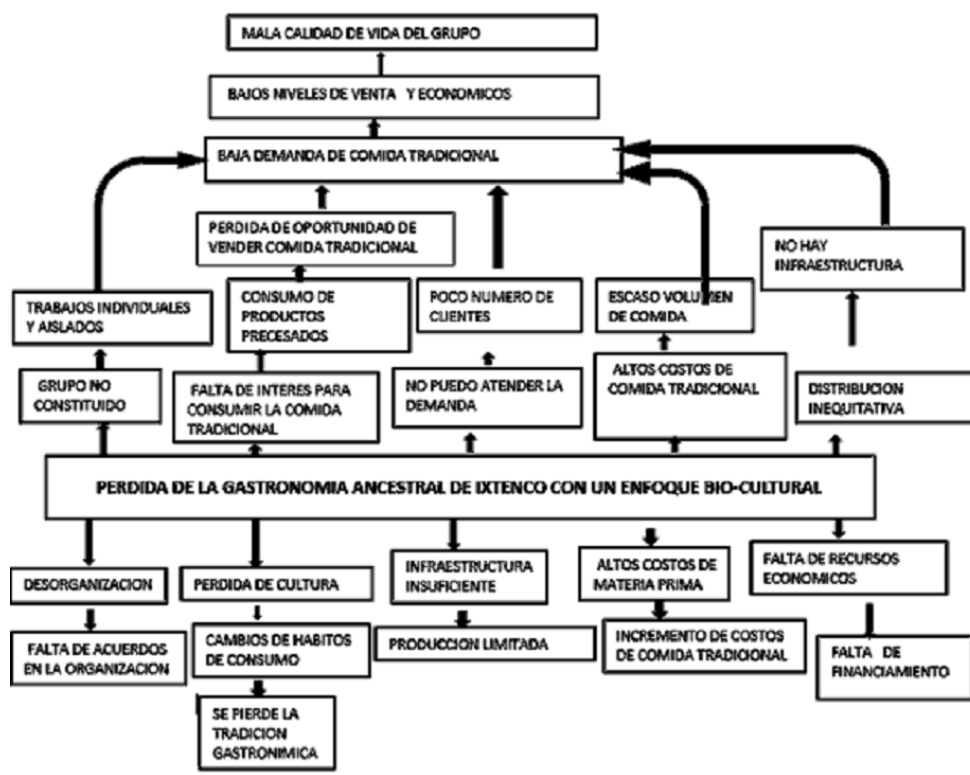 MALA CALIDAD DE VIDA DEL GRUPO
BAJOS NIVELES DE VENTA Y ECONOMICOS
BAJA DEMANDA DE COMIDA TRADICIONAL
PERDIDA DE OPORTUNIDAD DE
VENDER COMIDA TRADICIONAL
NO HAY
INFRAESTRUCTURA
TRABAJOS INDIVIDUALES
Y AISLADOS
CONSUMO DE
PRODUCTOS
PRECESADOS
POCO NUMERO DE
CLIENTES
ESCASO VOLUMEN
DE COMIDA
GRUPO NO
CONSTITUIDO
FALTA DE INTERES PARA
CONSUMIR LA COMIDA
TRADICIONAL
NO PUEDO ATENDER LA
DEMANDA
ALTOS COSTOS DE
COMIDA TRADICIONAL
DISTRIBUCION
INEQUITATIVA
PERDIDA DE LA GASTRONOMIA ANCESTRAL DE IXTENCO CON UN ENFOQUE BIO-CULTURAL
DESORGANIZACION
PERDIDA DE CULTURA
INFRAESTRUCTURA
INSUFICIENTE
ALTOS COSTOS DE
MATERIA PRIMA
FALTA DE RECURSOS
ECONOMICOS
FALTA DE ACUERDOS
EN LA ORGANIZACION
CAMBIOS DE HABITOS
DE CONSUMO
PRODUCCION LIMITADA
INCREMENTO DE COSTOS
DE COMIDA TRADICIONAL
FALTA DE
FINANCIAMIENTO
SE PIERDE LA
TRADICION
GASTRONIMICA